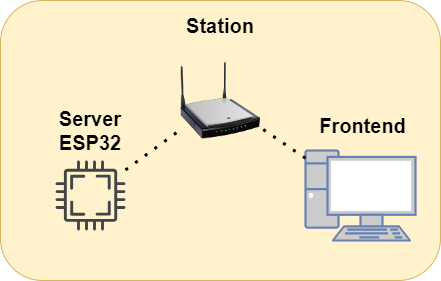 Station
Server
ESP32
Frontend